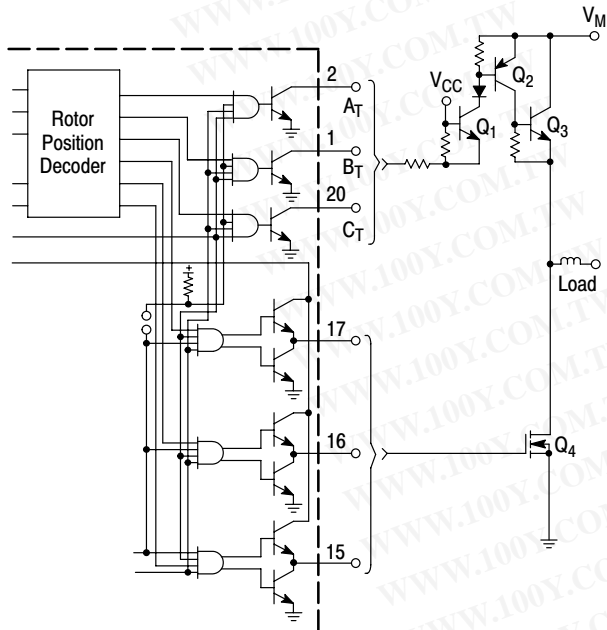 Rotor
Position
Decoder
2
A_T
1
B_T
20
C_T
17
16
15
+
V_M
V_CC
Q_1
Q_2
Q_3
Load
Q_4
WWW.100Y.COM.TW